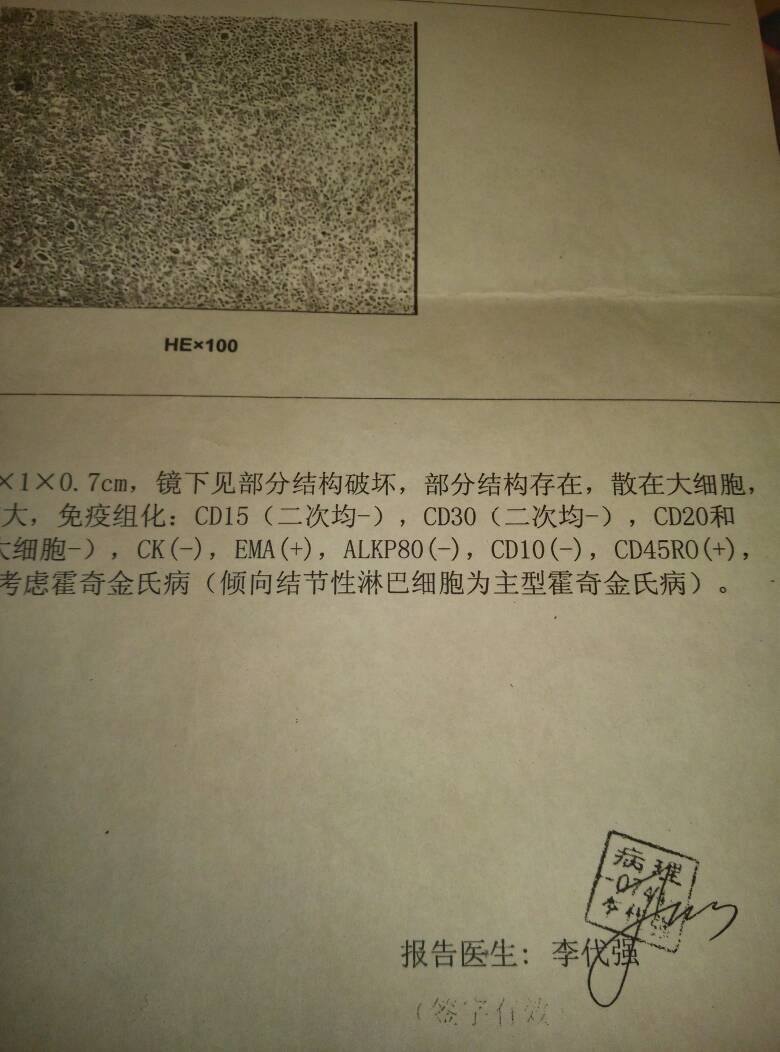 HE×100
×1×0.7cm，镜下见部分结构破坏，部分结构存在，散在大细胞，
大，免疫组化：CD15（二次均-）, CD30（二次均-）, CD20和
大细胞-）, CK(-), EMA(+), ALKP80(-), CD10(-), CD45RO(+),
考虑霍奇金氏病（倾向结节性淋巴细胞为主型霍奇金氏病）。
病理
报告医生：李代强
（签字有效）